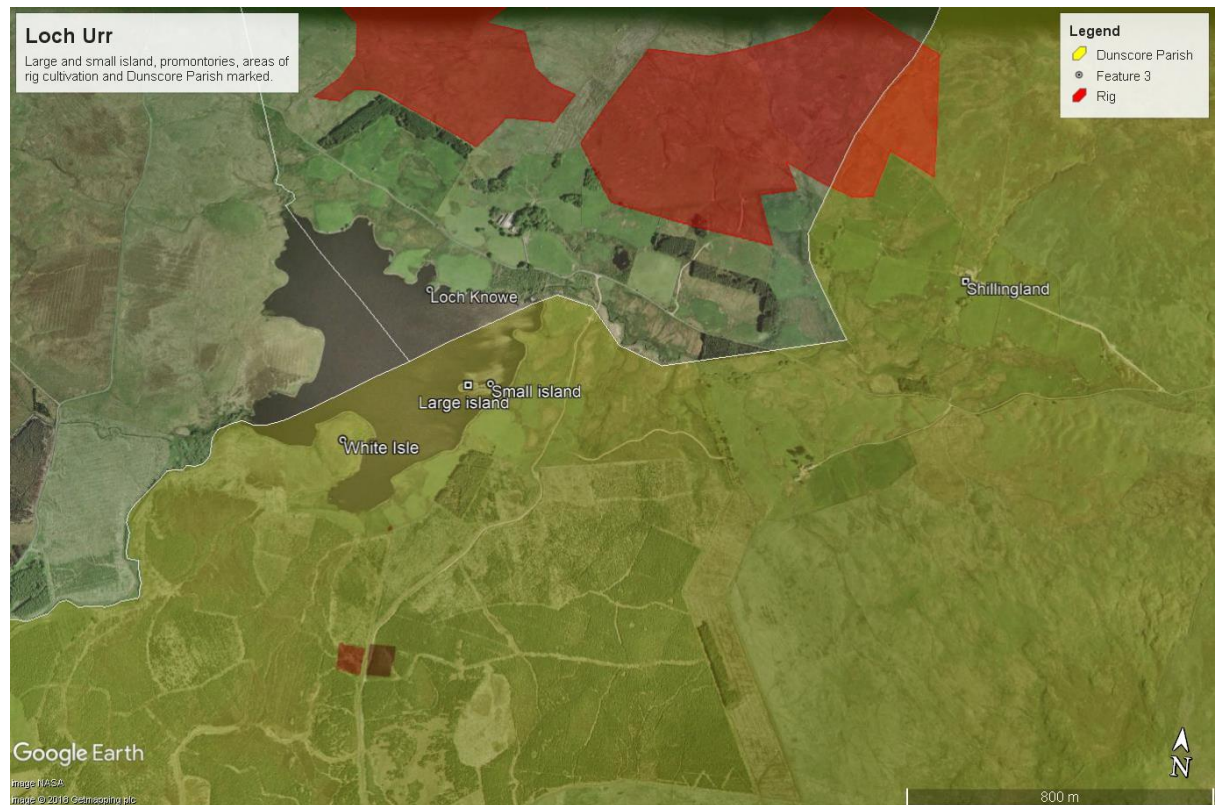 Loch Urr
Large and small island, promontories, areas of
rig cultivation and Dunscore Parish marked.
Legend
Dunscore Parish
Feature 3
Rig
Shillingland
Loch Knowe
Small island
Large island
White Isle
Google Earth
Image NASA
Image © 2016 Getmapping plc
N
800 m